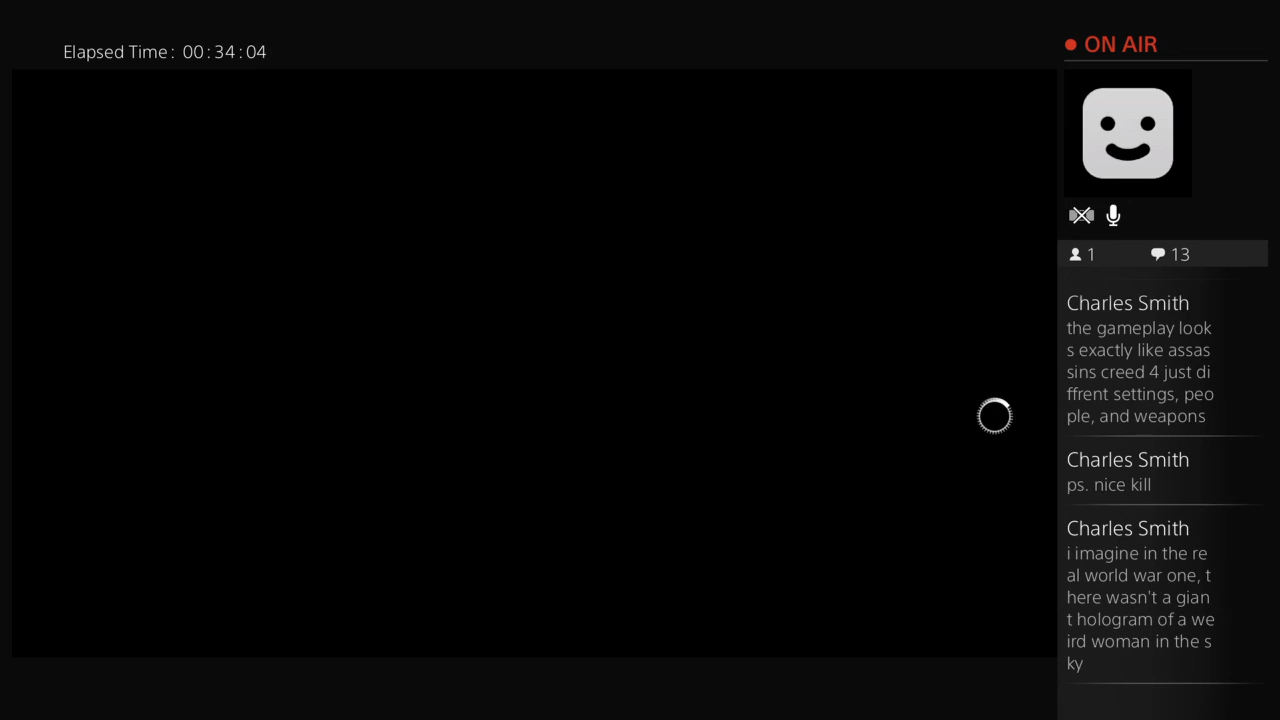 Elapsed Time: 00:34:04
ON AIR
1 13
Charles Smith
the gameplay look
s exactly like assas
sins creed 4 just di
ffrent settings, peo
ple, and weapons
Charles Smith
ps. nice kill
Charles Smith
i imagine in the re
al world war one, t
here wasn't a gian
t hologram of a we
ird woman in the s
ky